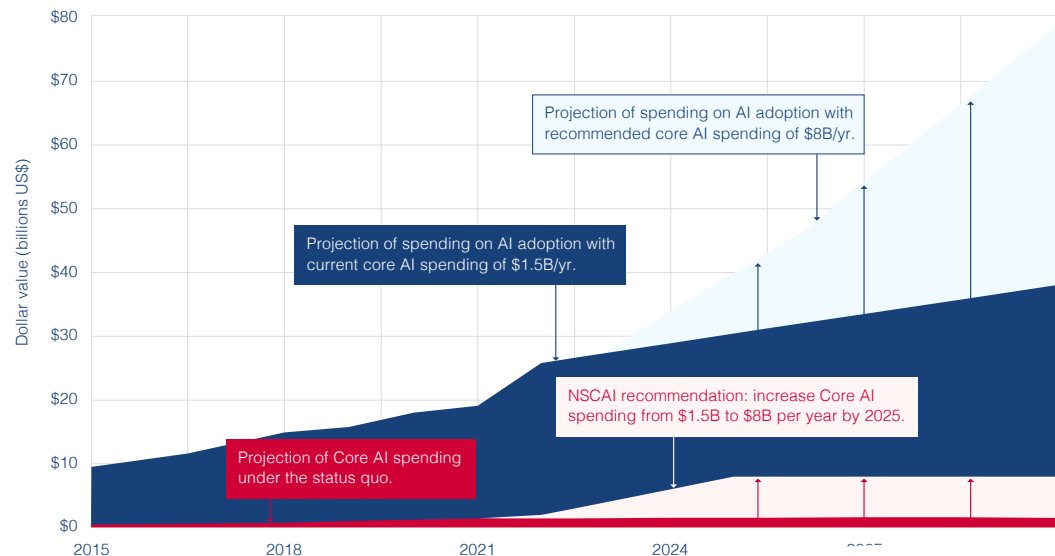 $80
$70
$60
$50
$40
$30
$20
$10
$0
Dollar value (billions US$)
Projection of spending on AI adoption with
recommended core AI spending of $8B/yr.
Projection of spending on AI adoption with
current core AI spending of $1.5B/yr.
NSCAI recommendation: increase Core AI
spending from $1.5B to $8B per year by 2025.
Projection of Core AI spending
under the status quo.
2015 2018 2021 2024